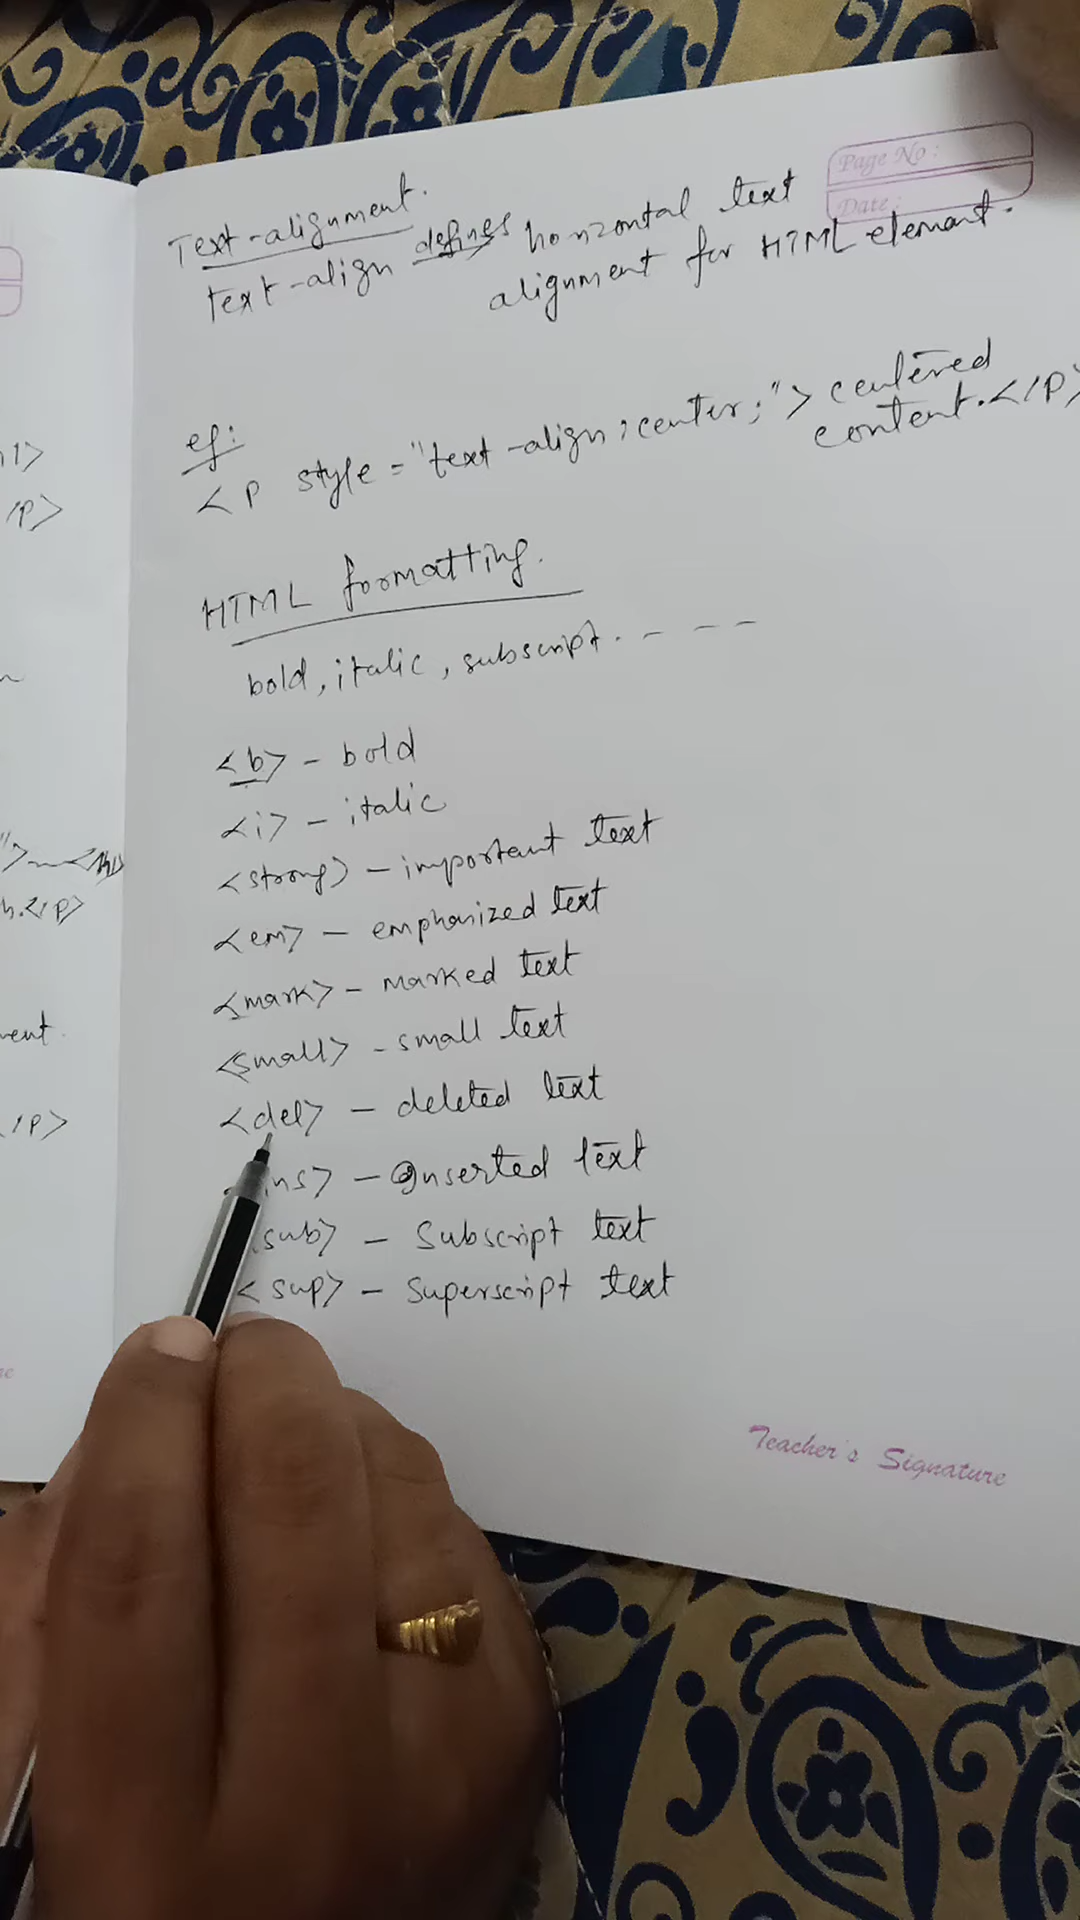 Page No :
Date :
Text-alignment.
text-align defines horizontal text
alignment for HTML elemant.
eg:
<p style="text-align:center;"> centered
content.</p>
HTML formatting.
bold, italic, subscript. - - - -
<b> - bold
<i> - italic
<strong> - important text
<em> - emphasized text
<mark> - marked text
<small> - small text
<del> - deleted text
ins> - Inserted text
sub> - Subscript text
<sup> - Superscript text
Teacher's Signature
/p>
</p>
/p>